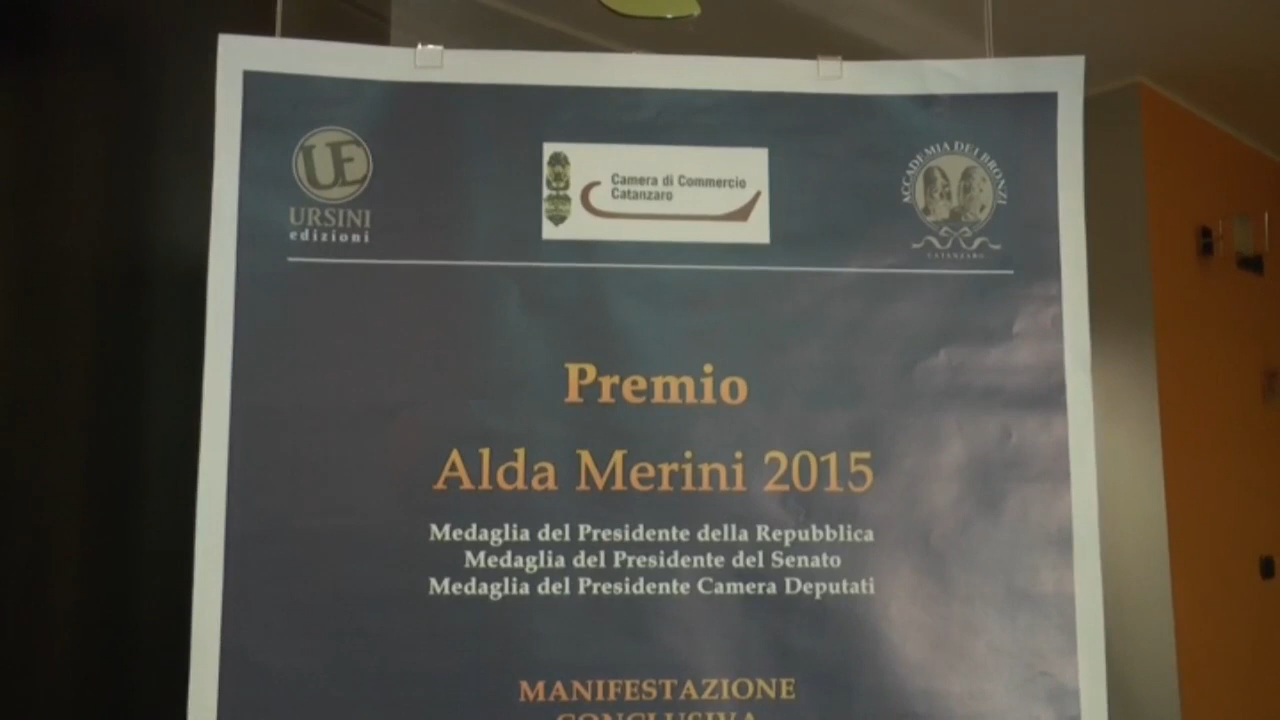 UE
URSINI
edizioni
Camera di Commercio
Catanzaro
ACCADEMIA DEI BRONZI
CATANZARO
Premio
Alda Merini 2015
Medaglia del Presidente della Repubblica
Medaglia del Presidente del Senato
Medaglia del Presidente Camera Deputati
MANIFESTAZIONE
CONCLUSIVA